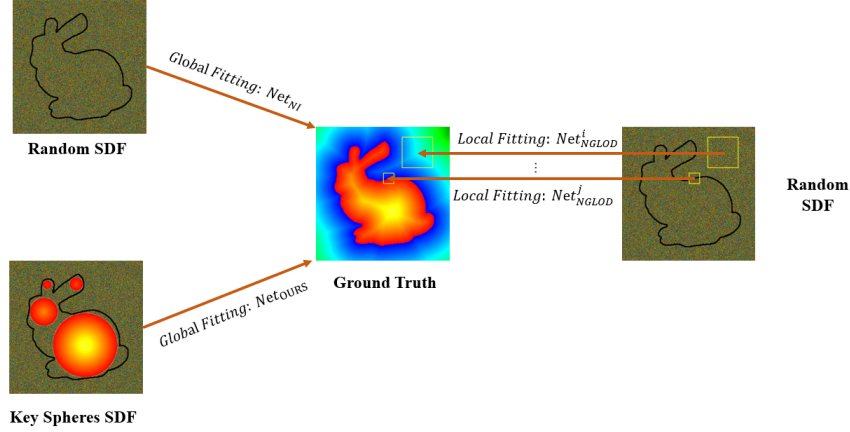 Global Fitting: Net_NI
Random SDF
Local Fitting: Net^i_NGLOD
⋮
Local Fitting: Net^j_NGLOD
Random
SDF
Ground Truth
Global Fitting: Net_OURS
Key Spheres SDF